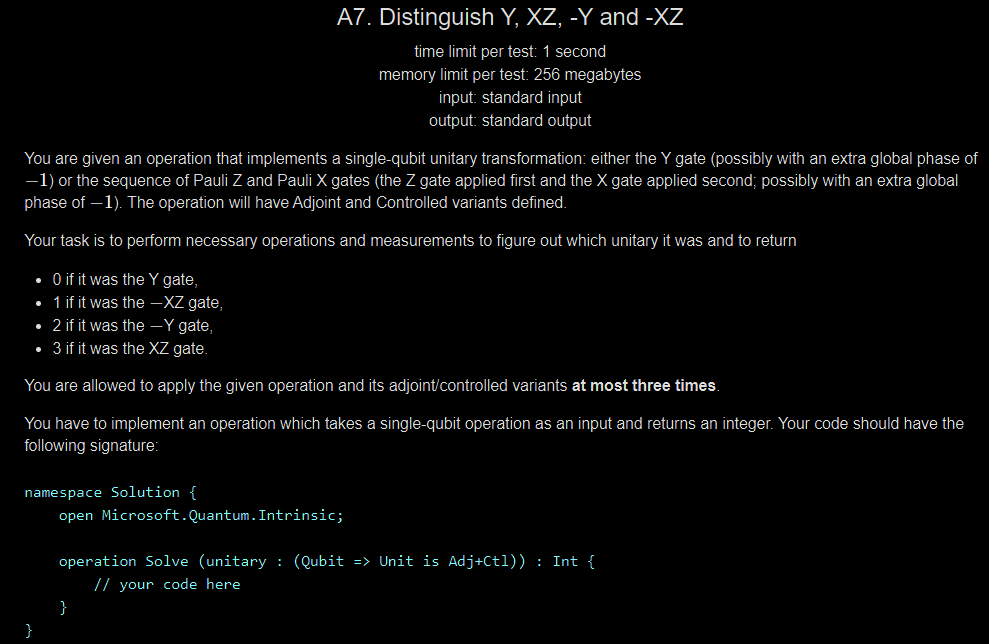 A7. Distinguish Y, XZ, -Y and -XZ
time limit per test: 1 second
memory limit per test: 256 megabytes
input: standard input
output: standard output
You are given an operation that implements a single-qubit unitary transformation: either the Y gate (possibly with an extra global phase of
−1) or the sequence of Pauli Z and Pauli X gates (the Z gate applied first and the X gate applied second; possibly with an extra global
phase of −1). The operation will have Adjoint and Controlled variants defined.
Your task is to perform necessary operations and measurements to figure out which unitary it was and to return
• 0 if it was the Y gate,
• 1 if it was the −XZ gate,
• 2 if it was the −Y gate,
• 3 if it was the XZ gate.
You are allowed to apply the given operation and its adjoint/controlled variants at most three times.
You have to implement an operation which takes a single-qubit operation as an input and returns an integer. Your code should have the
following signature:
namespace Solution {
    open Microsoft.Quantum.Intrinsic;
    operation Solve (unitary : (Qubit => Unit is Adj+Ctl)) : Int {
        // your code here
    }
}